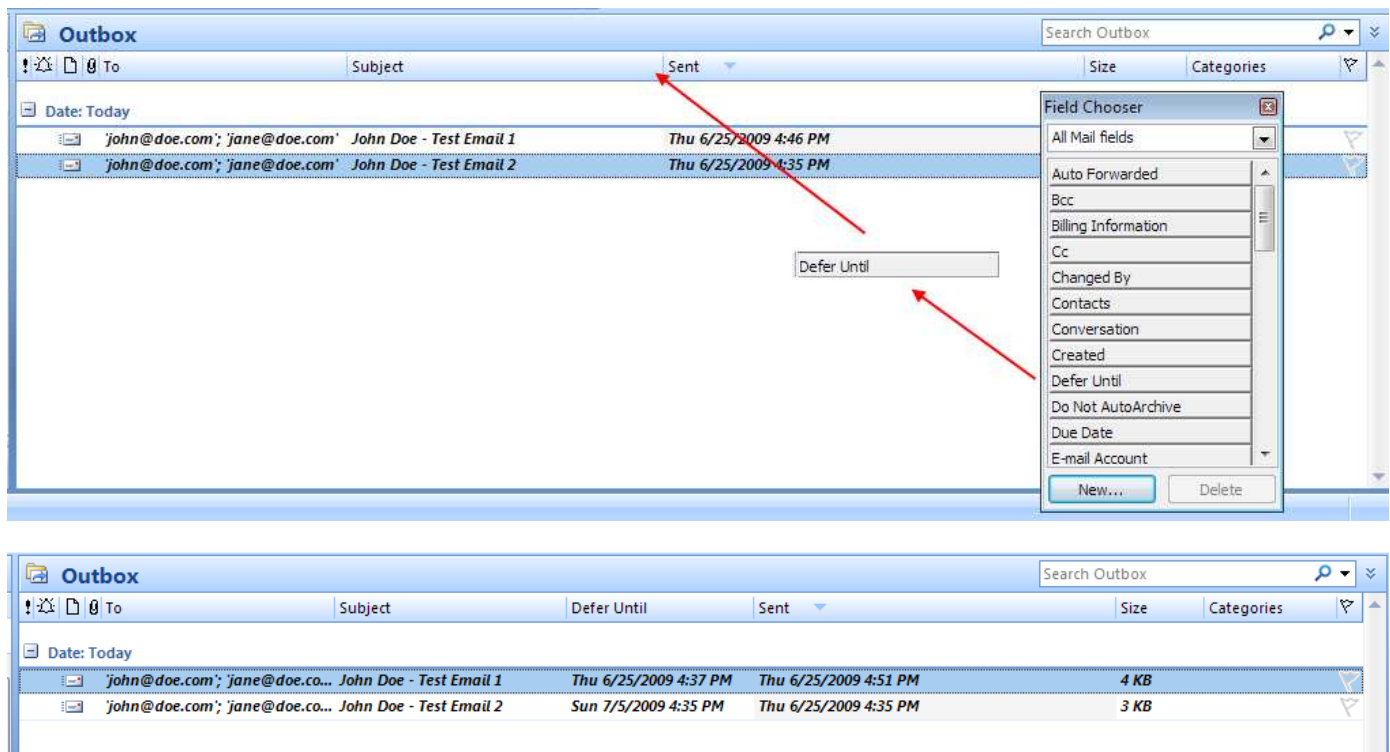 Outbox
Search Outbox
To Subject Sent Size Categories
Date: Today
'john@doe.com'; 'jane@doe.com' John Doe - Test Email 1 Thu 6/25/2009 4:46 PM
'john@doe.com'; 'jane@doe.com' John Doe - Test Email 2 Thu 6/25/2009 4:35 PM
Defer Until
Field Chooser
All Mail fields
Auto Forwarded
Bcc
Billing Information
Cc
Changed By
Contacts
Conversation
Created
Defer Until
Do Not AutoArchive
Due Date
E-mail Account
New... Delete
Outbox
Search Outbox
To Subject Defer Until Sent Size Categories
Date: Today
'john@doe.com'; 'jane@doe.co... John Doe - Test Email 1 Thu 6/25/2009 4:37 PM Thu 6/25/2009 4:51 PM 4 KB
'john@doe.com'; 'jane@doe.co... John Doe - Test Email 2 Sun 7/5/2009 4:35 PM Thu 6/25/2009 4:35 PM 3 KB